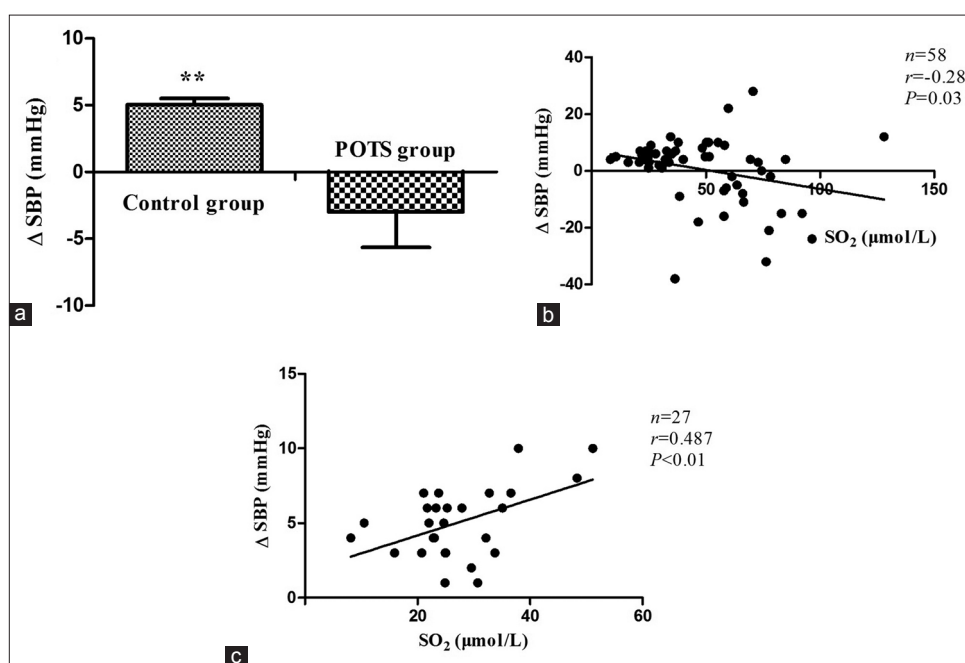 10
5
0
-5
-10
Δ SBP (mmHg)
**
Control group
POTS group
a
40
20
0
-20
-40
Δ SBP (mmHg)
50
100
150
SO₂ (μmol/L)
n=58
r=-0.28
P=0.03
b
15
10
5
0
Δ SBP (mmHg)
20
40
60
SO₂ (μmol/L)
n=27
r=0.487
P<0.01
c